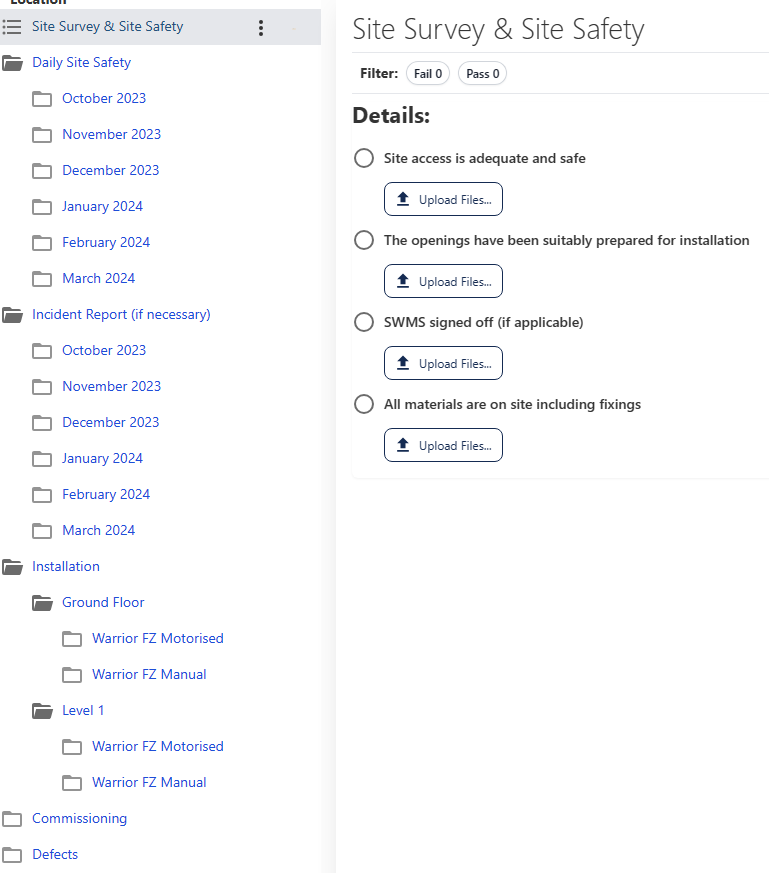 Location
Site Survey & Site Safety
Daily Site Safety
October 2023
November 2023
December 2023
January 2024
February 2024
March 2024
Incident Report (if necessary)
October 2023
November 2023
December 2023
January 2024
February 2024
March 2024
Installation
Ground Floor
Warrior FZ Motorised
Warrior FZ Manual
Level 1
Warrior FZ Motorised
Warrior FZ Manual
Commissioning
Defects
Site Survey & Site Safety
Filter: Fail 0 Pass 0
Details:
Site access is adequate and safe
Upload Files...
The openings have been suitably prepared for installation
Upload Files...
SWMS signed off (if applicable)
Upload Files...
All materials are on site including fixings
Upload Files...